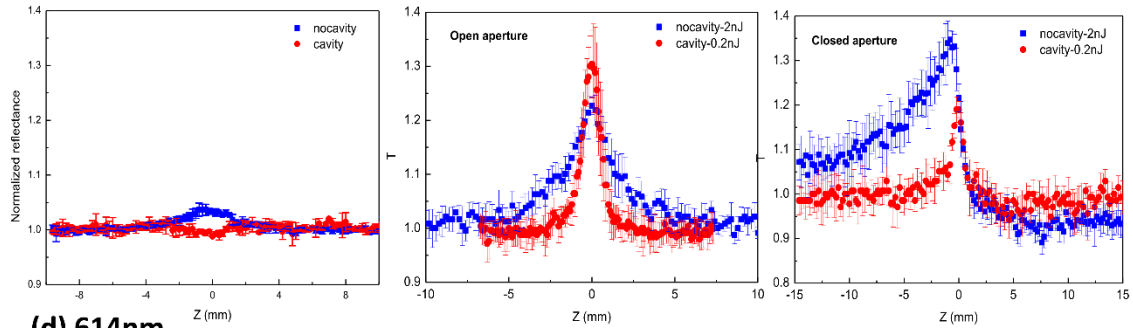 1.4
1.3
1.2
1.1
1.0
0.9
Normalized reflectance
nocavity
cavity
-8
-4
0
4
8
Z (mm)
1.4
1.3
1.2
1.1
1.0
0.9
T
Open aperture
nocavity-2nJ
cavity-0.2nJ
-10
-5
0
5
10
Z (mm)
1.4
1.3
1.2
1.1
1.0
0.9
0.8
T
Closed aperture
nocavity-2nJ
cavity-0.2nJ
-15
-10
-5
0
5
10
15
Z (mm)
(d) 614nm